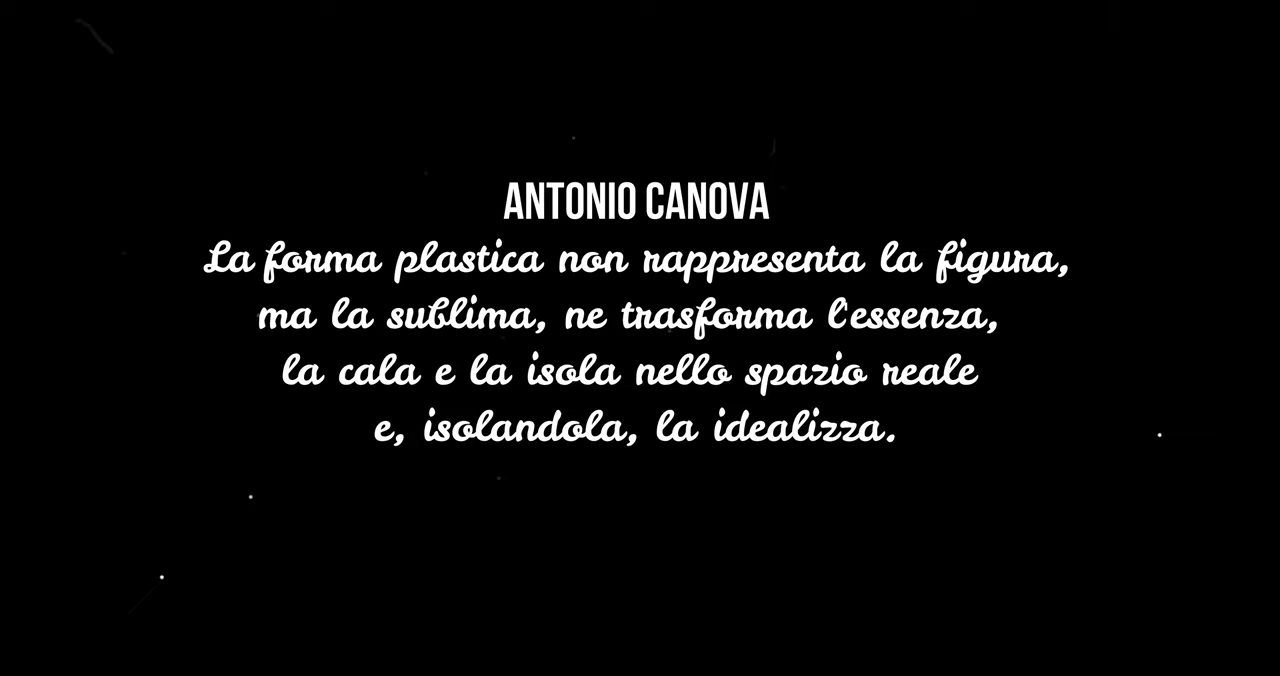 ANTONIO CANOVA
La forma plastica non rappresenta la figura,
ma la sublima, ne trasforma l'essenza,
la cala e la isola nello spazio reale
e, isolandola, la idealizza.